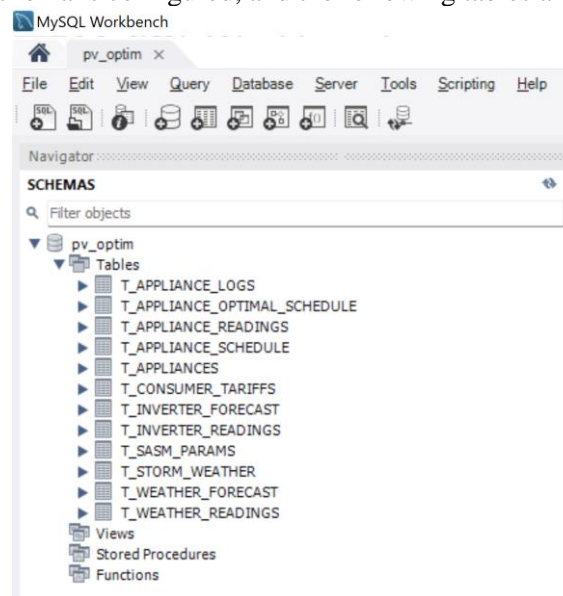 MySQL Workbench
pv_optim ×
File Edit View Query Database Server Tools Scripting Help
Navigator
SCHEMAS
Filter objects
pv_optim
Tables
T_APPLIANCE_LOGS
T_APPLIANCE_OPTIMAL_SCHEDULE
T_APPLIANCE_READINGS
T_APPLIANCE_SCHEDULE
T_APPLIANCES
T_CONSUMER_TARIFFS
T_INVERTER_FORECAST
T_INVERTER_READINGS
T_SASM_PARAMS
T_STORM_WEATHER
T_WEATHER_FORECAST
T_WEATHER_READINGS
Views
Stored Procedures
Functions